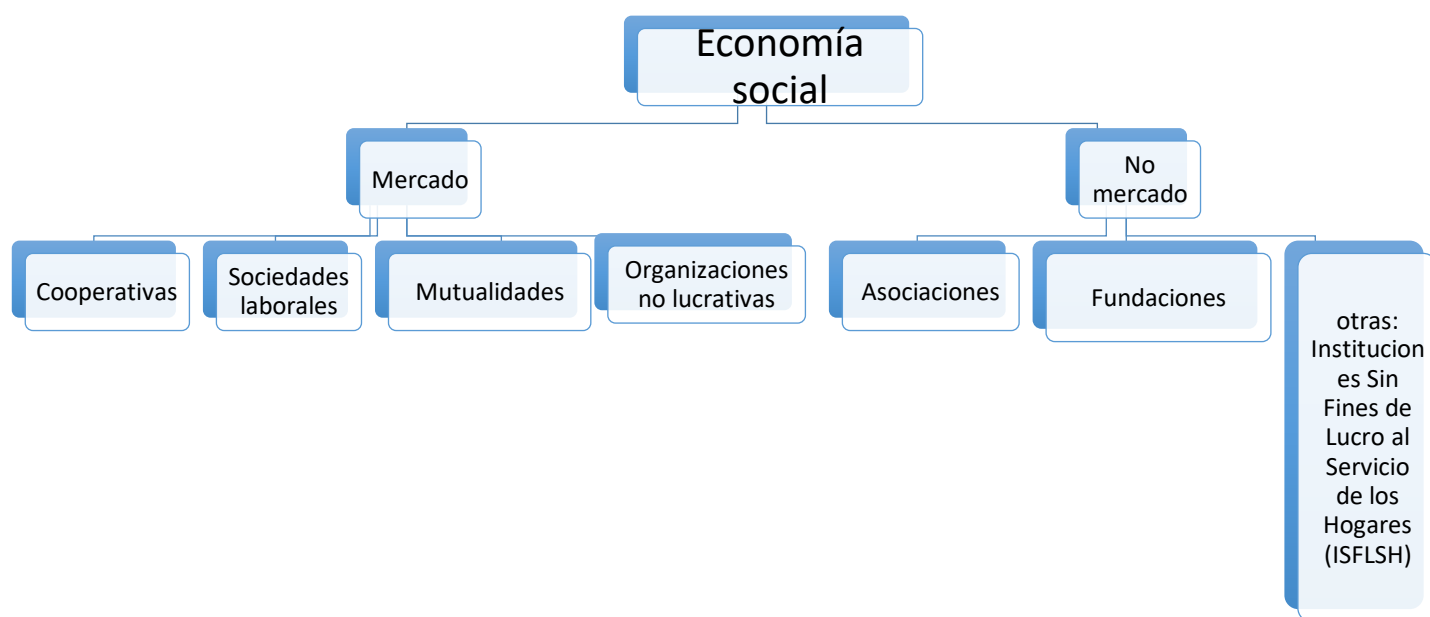 Economía
social
Mercado
No
mercado
Cooperativas
Sociedades
laborales
Mutualidades
Organizaciones
no lucrativas
Asociaciones
Fundaciones
otras:
Institucion
es Sin
Fines de
Lucro al
Servicio
de los
Hogares
(ISFLSH)